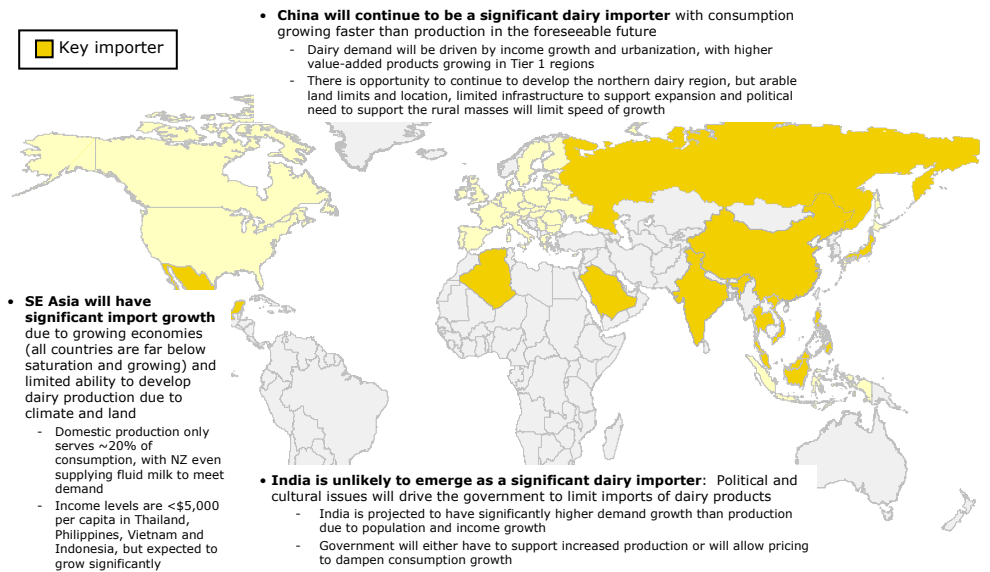 Key importer
• China will continue to be a significant dairy importer with consumption
growing faster than production in the foreseeable future
- Dairy demand will be driven by income growth and urbanization, with higher
value-added products growing in Tier 1 regions
- There is opportunity to continue to develop the northern dairy region, but arable
land limits and location, limited infrastructure to support expansion and political
need to support the rural masses will limit speed of growth
• SE Asia will have
significant import growth
due to growing economies
(all countries are far below
saturation and growing) and
limited ability to develop
dairy production due to
climate and land
- Domestic production only
serves ~20% of
consumption, with NZ even
supplying fluid milk to meet
demand
- Income levels are <$5,000
per capita in Thailand,
Philippines, Vietnam and
Indonesia, but expected to
grow significantly
• India is unlikely to emerge as a significant dairy importer: Political and
cultural issues will drive the government to limit imports of dairy products
- India is projected to have significantly higher demand growth than production
due to population and income growth
- Government will either have to support increased production or will allow pricing
to dampen consumption growth